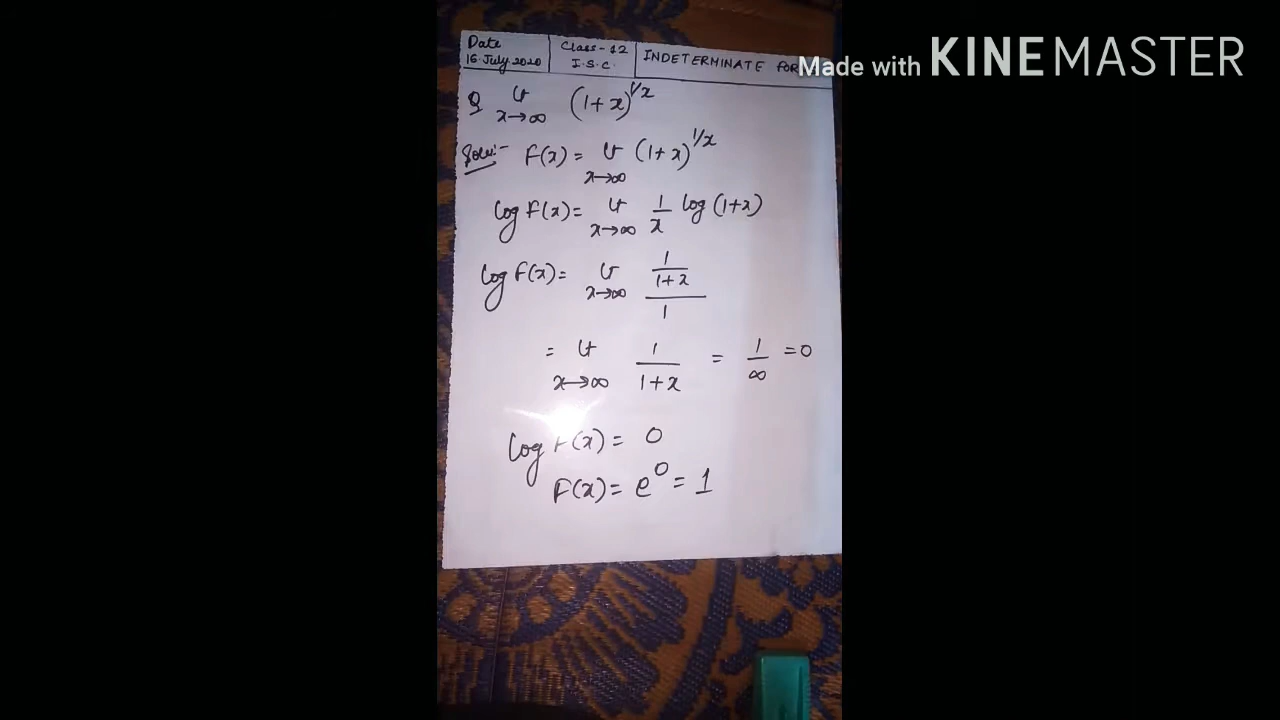 Made with KINEMASTER
Date
16 July 2020
Class - 12
I.S.C.
INDETERMINATE FOR
Q Lt x→∞ (1+x)^1/x
Soln:- F(x) = Lt x→∞ (1+x)^1/x
log F(x) = Lt x→∞ 1/x log (1+x)
log F(x) = Lt x→∞ (1/(1+x))/1
= Lt x→∞ 1/(1+x) = 1/∞ = 0
log F(x) = 0
F(x) = e^0 = 1